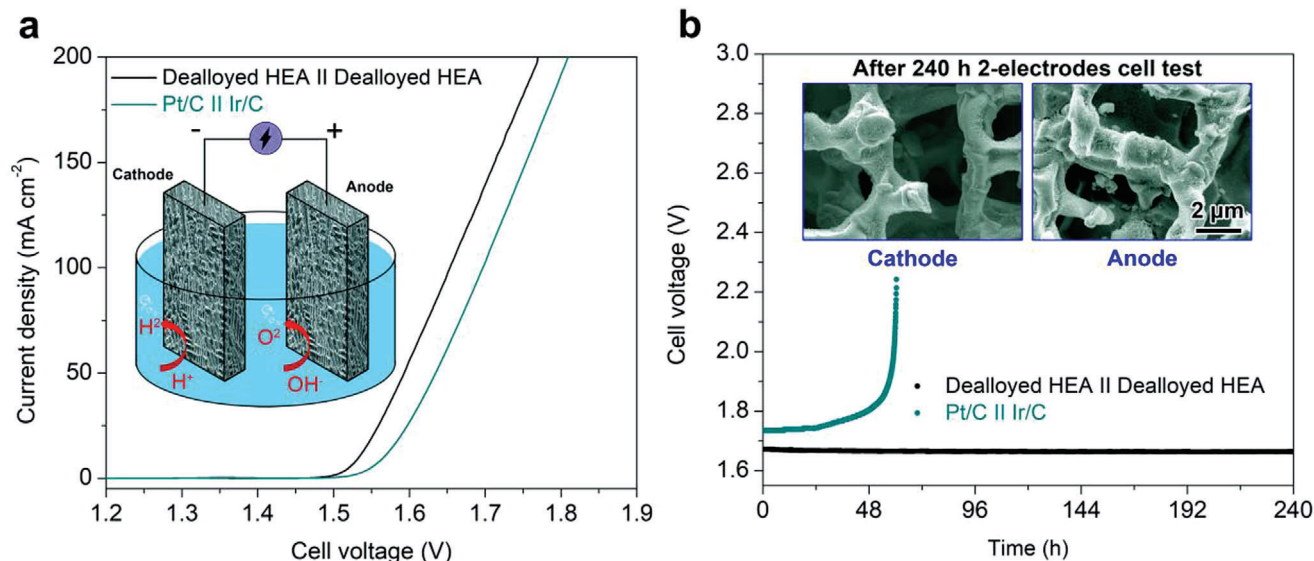 a
200
150
100
50
0
Current density (mA cm⁻²)
Dealloyed HEA II Dealloyed HEA
Pt/C II Ir/C
- +
Cathode
Anode
H²
H⁺
O²
OH⁻
1.2 1.3 1.4 1.5 1.6 1.7 1.8 1.9
Cell voltage (V)
b
3.0
2.8
2.6
2.4
2.2
2.0
1.8
1.6
Cell voltage (V)
After 240 h 2-electrodes cell test
2 μm
Cathode Anode
Dealloyed HEA II Dealloyed HEA
Pt/C II Ir/C
0 48 96 144 192 240
Time (h)